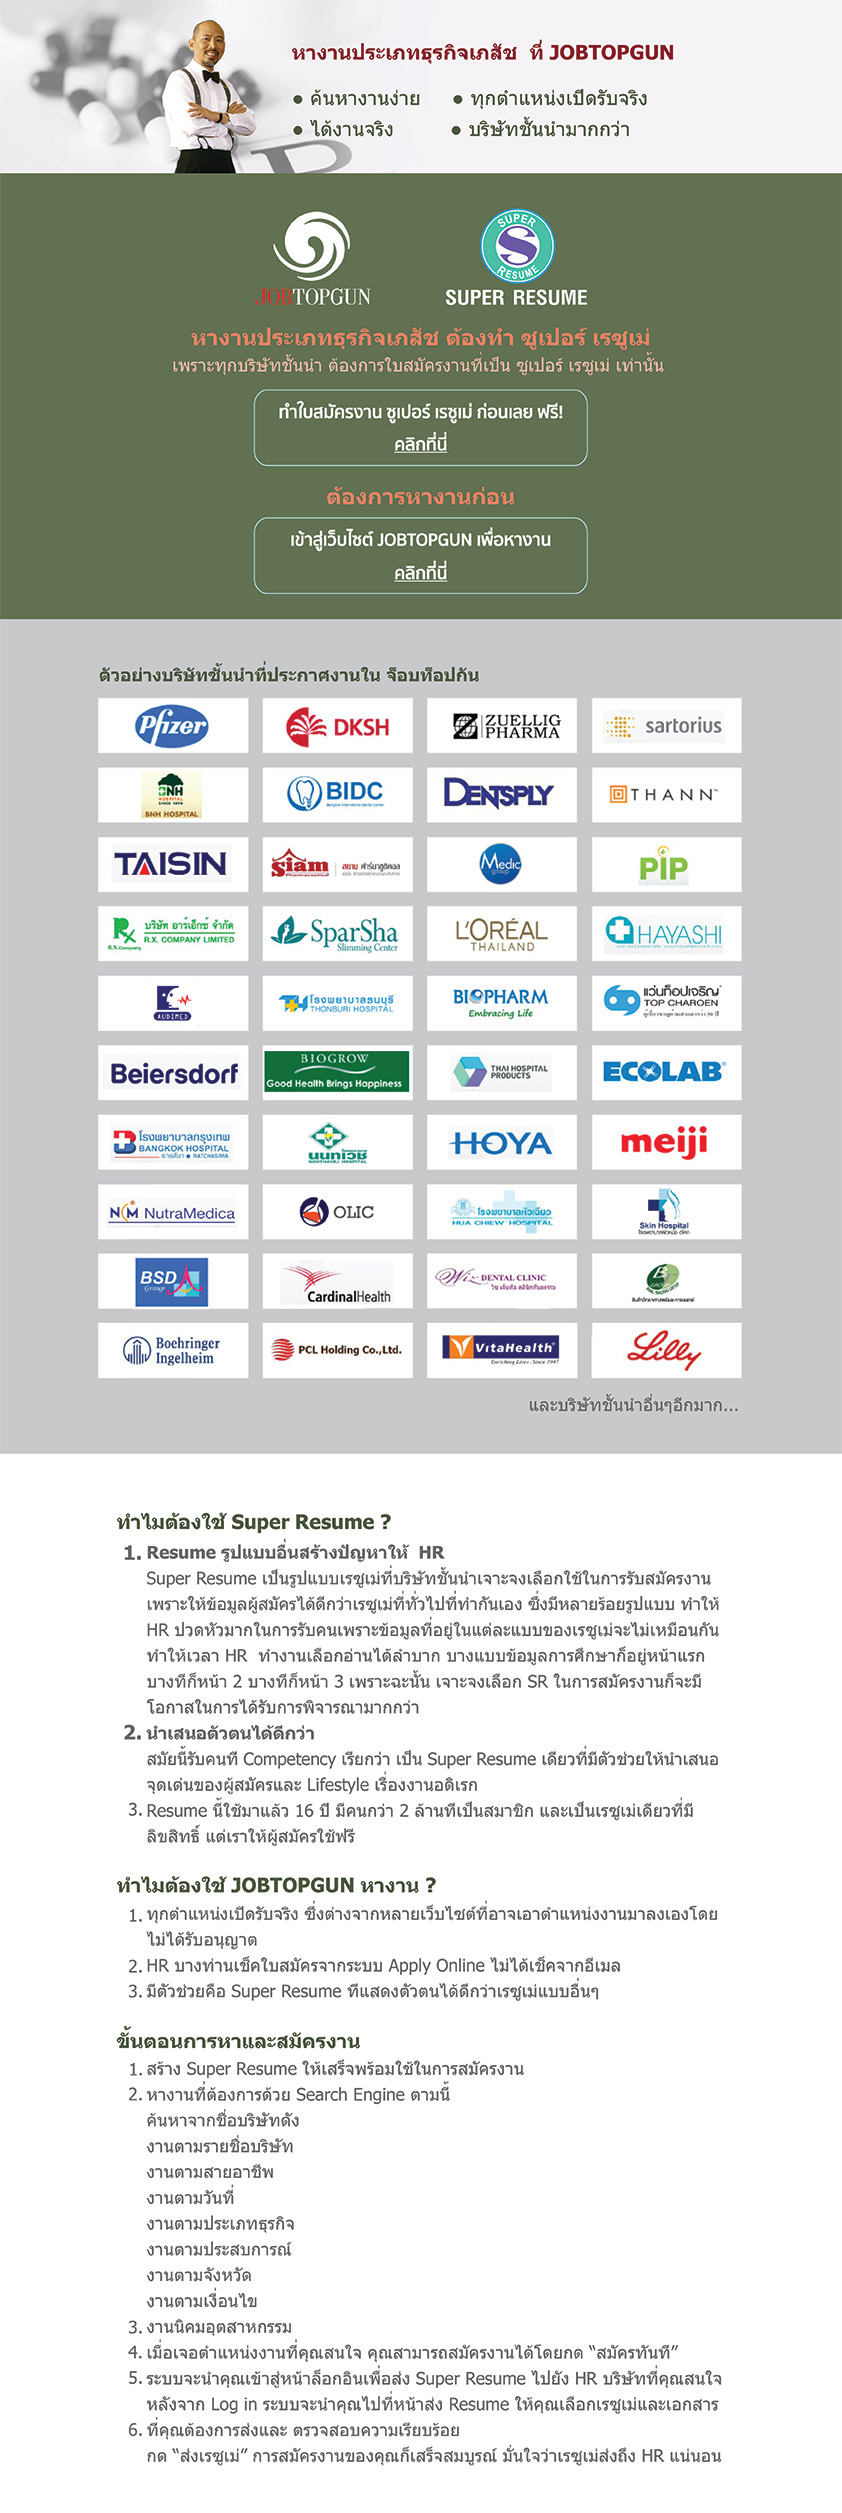 หางานประเภทธุรกิจเภสัช ที่ JOBTOPGUN
● ค้นหางานง่าย ● ทุกตำแหน่งเปิดรับจริง
● ได้งานจริง ● บริษัทชั้นนำมากกว่า
JOBTOPGUN
SUPER RESUME
SUPER RESUME
หางานประเภทธุรกิจเภสัช ต้องทำ ซูเปอร์ เรซูเม่
เพราะทุกบริษัทชั้นนำ ต้องการใบสมัครงานที่เป็น ซูเปอร์ เรซูเม่ เท่านั้น
ทำใบสมัครงาน ซูเปอร์ เรซูเม่ ก่อนเลย ฟรี!
คลิกที่นี่
ต้องการหางานก่อน
เข้าสู่เว็บไซต์ JOBTOPGUN เพื่อหางาน
คลิกที่นี่
ตัวอย่างบริษัทชั้นนำที่ประกาศงานใน จ๊อบท็อปกัน
Pfizer
DKSH
ZUELLIG PHARMA
sartorius
BNH HOSPITAL SINCE 1898 BNH HOSPITAL
BIDC Bangkok International Dental Center
DENTSPLY
THANN™
TAISIN
siam Pharmaceutical สยาม ฟาร์มาซูติคอล
Medic group
PIP
Rx R.X. Company บริษัท อาร์เอ็กซ์ จำกัด R.X. COMPANY LIMITED
SparSha Slimming Center
L'ORÉAL THAILAND
HAYASHI
AUDIMED
โรงพยาบาลธนบุรี THONBURI HOSPITAL
BIOPHARM Embracing Life
แว่นท็อปเจริญ TOP CHAROEN
Beiersdorf
BIOGROW Good Health Brings Happiness
THAI HOSPITAL PRODUCTS
ECOLAB®
โรงพยาบาลกรุงเทพ BANGKOK HOSPITAL ราชสีมา ● RATCHASIMA
นนทเวช NONTHAVEJ HOSPITAL
HOYA
meiji
NCM NutraMedica
OLIC
โรงพยาบาลหัวเฉียว HUA CHIEW HOSPITAL
Skin Hospital
BSD Group
CardinalHealth
Wiz DENTAL CLINIC วิซ เด็นทัล คลินิกทันตกรรม
Boehringer Ingelheim
PCL Holding Co.,Ltd.
VitaHealth® Enriching Lives..Since 1947
Lilly
และบริษัทชั้นนำอื่นๆอีกมาก...
ทำไมต้องใช้ Super Resume ?
1. Resume รูปแบบอื่นสร้างปัญหาให้ HR
Super Resume เป็นรูปแบบเรซูเม่ที่บริษัทชั้นนำเจาะจงเลือกใช้ในการรับสมัครงาน
เพราะให้ข้อมูลผู้สมัครได้ดีกว่าเรซูเม่ที่ทั่วไปที่ทำกันเอง ซึ่งมีหลายร้อยรูปแบบ ทำให้
HR ปวดหัวมากในการรับคนเพราะข้อมูลที่อยู่ในแต่ละแบบของเรซูเม่จะไม่เหมือนกัน
ทำให้เวลา HR ทำงานเลือกอ่านได้ลำบาก บางแบบข้อมูลการศึกษาก็อยู่หน้าแรก
บางทีก็หน้า 2 บางทีก็หน้า 3 เพราะฉะนั้น เจาะจงเลือก SR ในการสมัครงานก็จะมี
โอกาสในการได้รับการพิจารณามากกว่า
2. นำเสนอตัวตนได้ดีกว่า
สมัยนี้รับคนที่ Competency เรียกว่า เป็น Super Resume เดียวที่มีตัวช่วยให้นำเสนอ
จุดเด่นของผู้สมัครและ Lifestyle เรื่องงานอดิเรก
3. Resume นี้ใช้มาแล้ว 16 ปี มีคนกว่า 2 ล้านที่เป็นสมาชิก และเป็นเรซูเม่เดียวที่มี
ลิขสิทธิ์ แต่เราให้ผู้สมัครใช้ฟรี
ทำไมต้องใช้ JOBTOPGUN หางาน ?
1. ทุกตำแหน่งเปิดรับจริง ซึ่งต่างจากหลายเว็บไซต์ที่อาจเอาตำแหน่งงานมาลงเองโดย
ไม่ได้รับอนุญาต
2. HR บางท่านเช็คใบสมัครจากระบบ Apply Online ไม่ได้เช็คจากอีเมล
3. มีตัวช่วยคือ Super Resume ที่แสดงตัวตนได้ดีกว่าเรซูเม่แบบอื่นๆ
ขั้นตอนการหาและสมัครงาน
1. สร้าง Super Resume ให้เสร็จพร้อมใช้ในการสมัครงาน
2. หางานที่ต้องการด้วย Search Engine ตามนี้
ค้นหาจากชื่อบริษัทดัง
งานตามรายชื่อบริษัท
งานตามสายอาชีพ
งานตามวันที่
งานตามประเภทธุรกิจ
งานตามประสบการณ์
งานตามจังหวัด
งานตามเงื่อนไข
3. งานนิคมอุตสาหกรรม
4. เมื่อเจอตำแหน่งงานที่คุณสนใจ คุณสามารถสมัครงานได้โดยกด “สมัครทันที”
5. ระบบจะนำคุณเข้าสู่หน้าล็อกอินเพื่อส่ง Super Resume ไปยัง HR บริษัทที่คุณสนใจ
หลังจาก Log in ระบบจะนำคุณไปที่หน้าส่ง Resume ให้คุณเลือกเรซูเม่และเอกสาร
6. ที่คุณต้องการส่งและ ตรวจสอบความเรียบร้อย
กด “ส่งเรซูเม่” การสมัครงานของคุณก็เสร็จสมบูรณ์ มั่นใจว่าเรซูเม่ส่งถึง HR แน่นอน